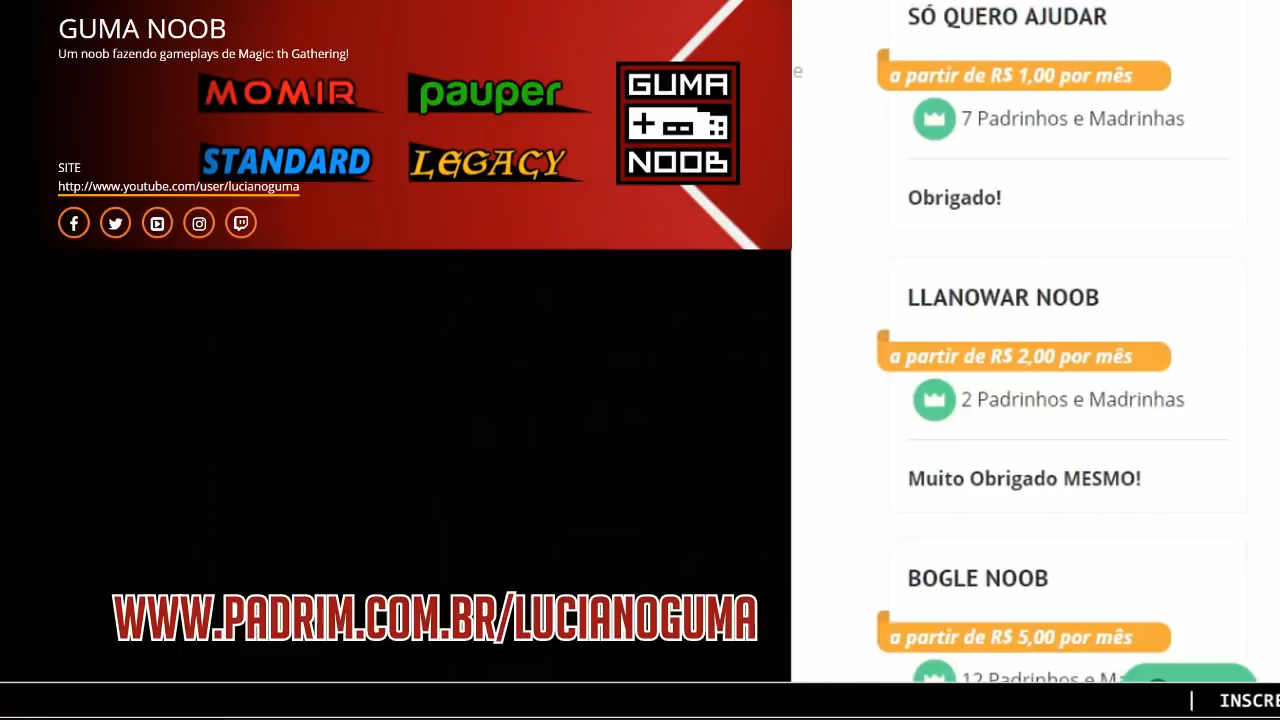 GUMA NOOB
Um noob fazendo gameplays de Magic: th Gathering!
MOMIR
pauper
STANDARD
LEGACY
GUMA
NOOB
SITE
http://www.youtube.com/user/lucianoguma
WWW.PADRIM.COM.BR/LUCIANOGUMA
e
SÓ QUERO AJUDAR
a partir de R$ 1,00 por mês
7 Padrinhos e Madrinhas
Obrigado!
LLANOWAR NOOB
a partir de R$ 2,00 por mês
2 Padrinhos e Madrinhas
Muito Obrigado MESMO!
BOGLE NOOB
a partir de R$ 5,00 por mês
12 Padrinhos e Ma
| INSCRE